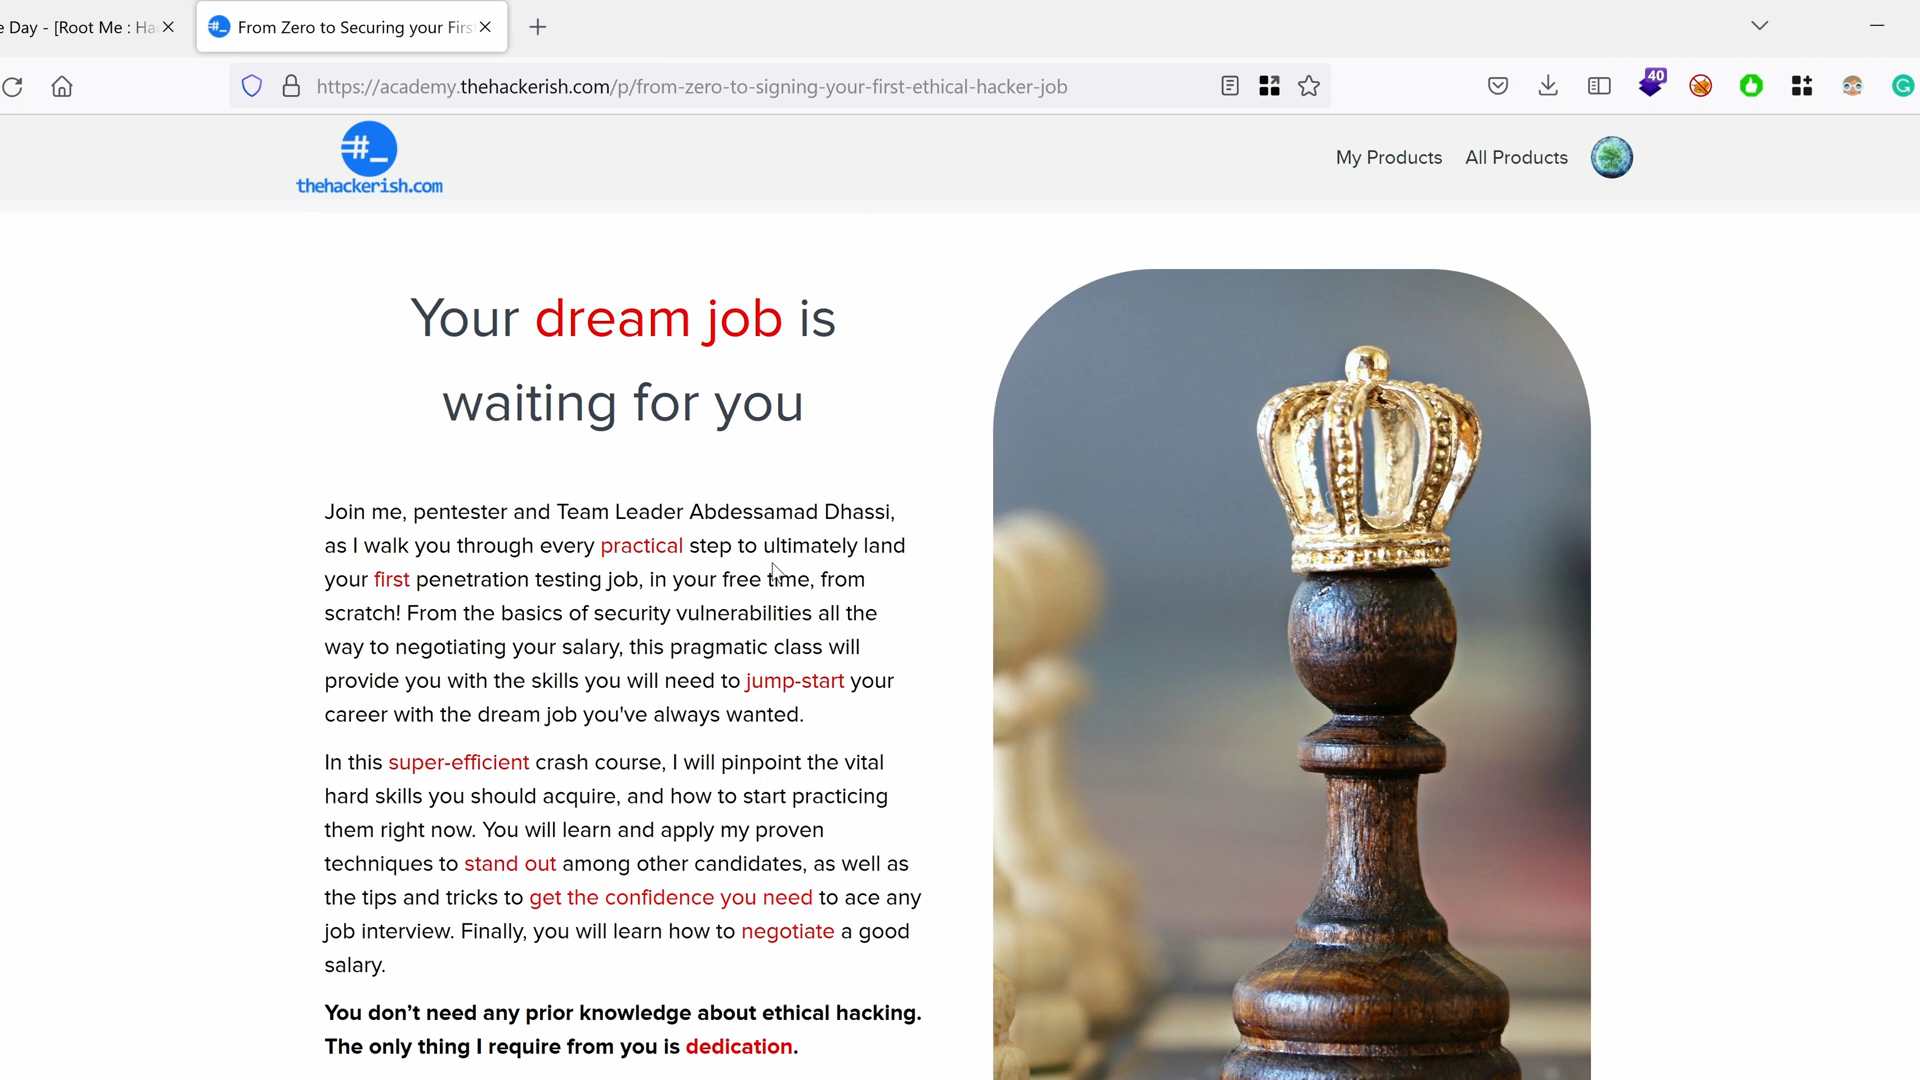 e Day - [Root Me : Ha
From Zero to Securing your Firs
https://academy.thehackerish.com/p/from-zero-to-signing-your-first-ethical-hacker-job
40
#_
thehackerish.com
My Products
All Products
Your dream job is
waiting for you
Join me, pentester and Team Leader Abdessamad Dhassi,
as I walk you through every practical step to ultimately land
your first penetration testing job, in your free time, from
scratch! From the basics of security vulnerabilities all the
way to negotiating your salary, this pragmatic class will
provide you with the skills you will need to jump-start your
career with the dream job you've always wanted.
In this super-efficient crash course, I will pinpoint the vital
hard skills you should acquire, and how to start practicing
them right now. You will learn and apply my proven
techniques to stand out among other candidates, as well as
the tips and tricks to get the confidence you need to ace any
job interview. Finally, you will learn how to negotiate a good
salary.
You don’t need any prior knowledge about ethical hacking.
The only thing I require from you is dedication.